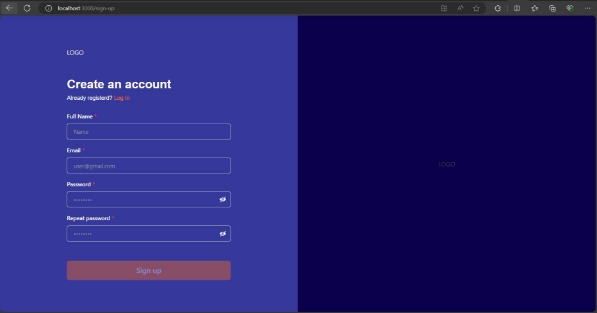 localhost:3000/sign-up
LOGO
Create an account
Already registerd? Log in
Full Name *
Name
Email *
user@gmail.com
Password *
••••••••
Repeat password *
••••••••
Sign up
LOGO